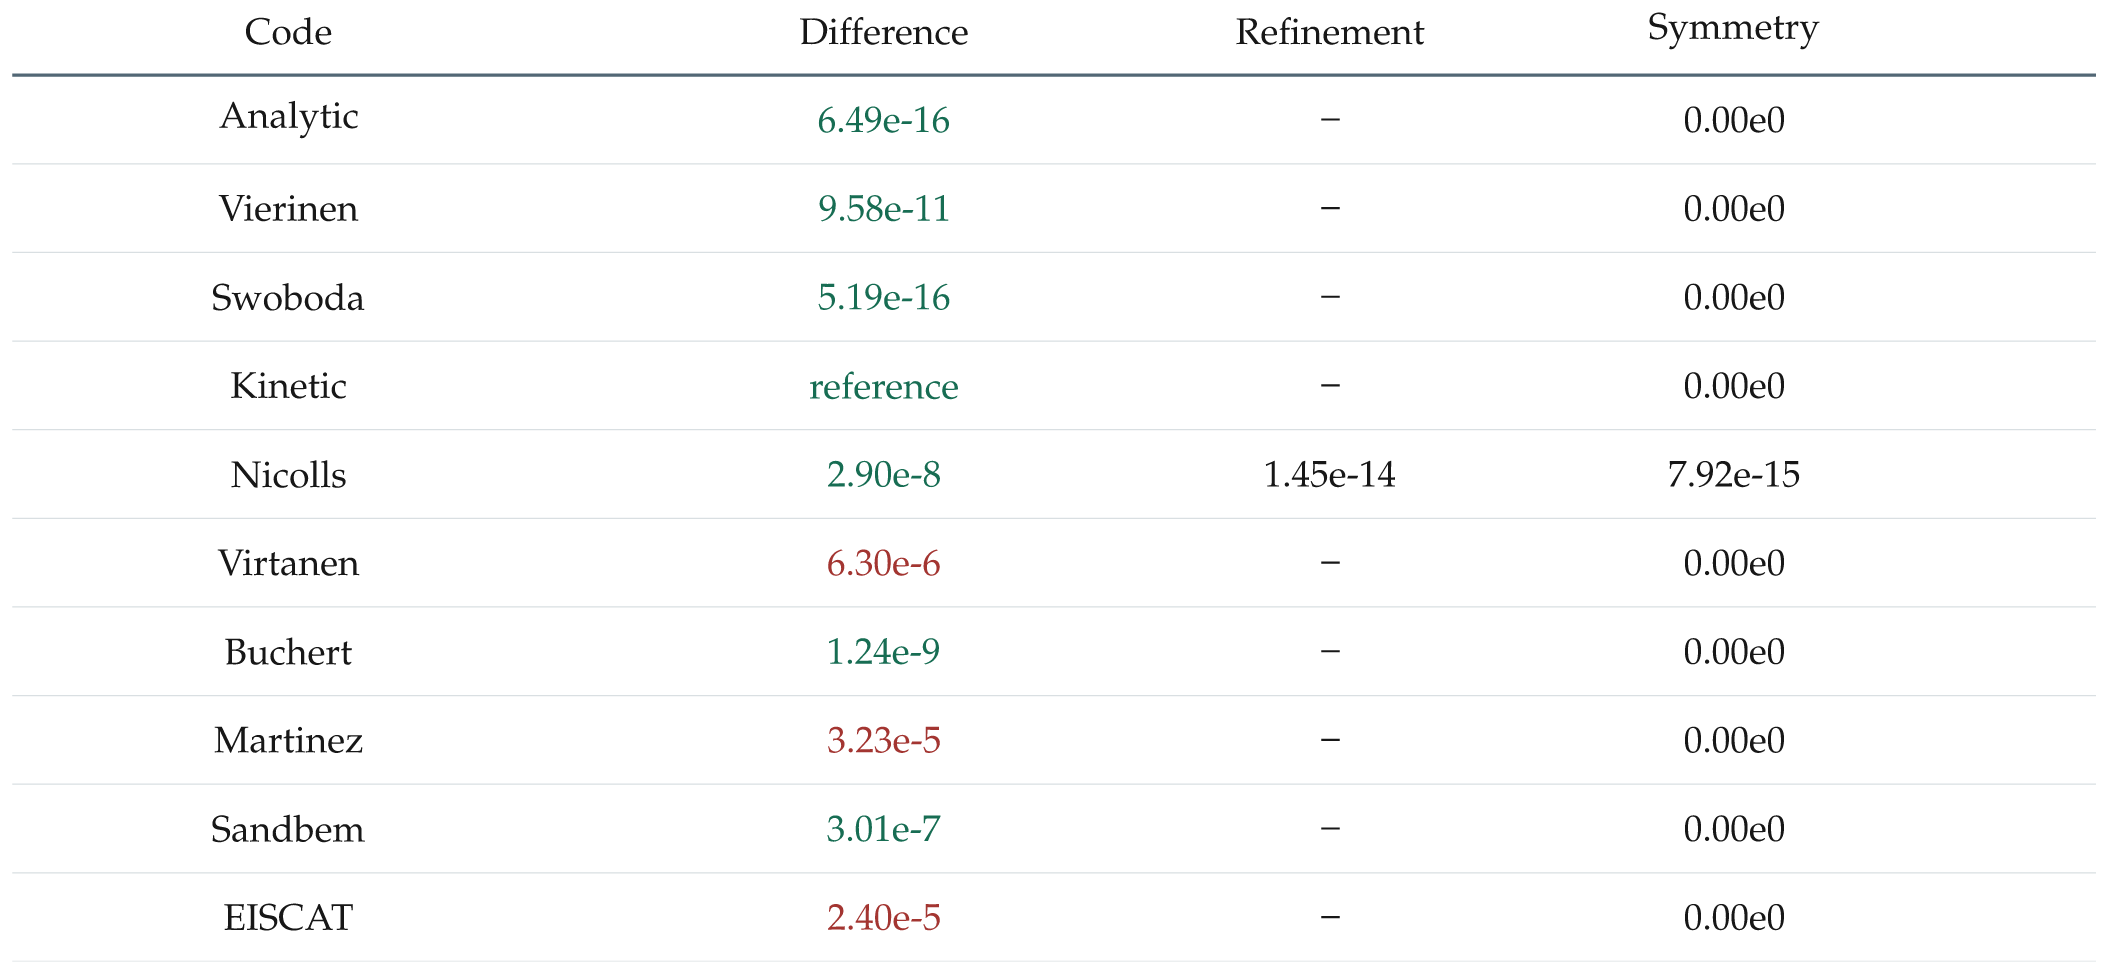 Code Difference Refinement Symmetry
Analytic 6.49e-16 – 0.00e0
Vierinen 9.58e-11 – 0.00e0
Swoboda 5.19e-16 – 0.00e0
Kinetic reference – 0.00e0
Nicolls 2.90e-8 1.45e-14 7.92e-15
Virtanen 6.30e-6 – 0.00e0
Buchert 1.24e-9 – 0.00e0
Martinez 3.23e-5 – 0.00e0
Sandbem 3.01e-7 – 0.00e0
EISCAT 2.40e-5 – 0.00e0